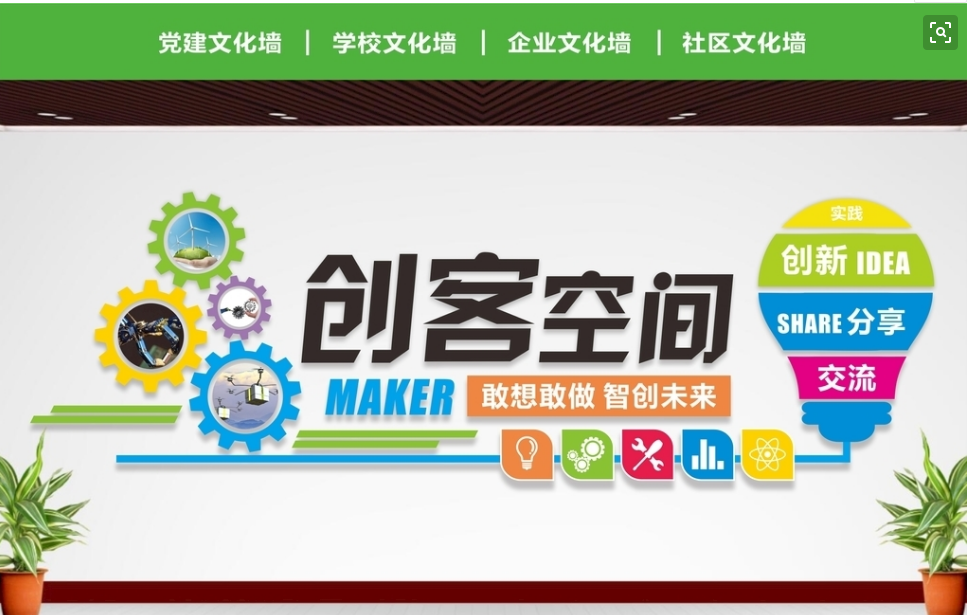 党建文化墙 | 学校文化墙 | 企业文化墙 | 社区文化墙
实践
创新 IDEA
SHARE 分享
交流
创客空间
MAKER 敢想敢做 智创未来